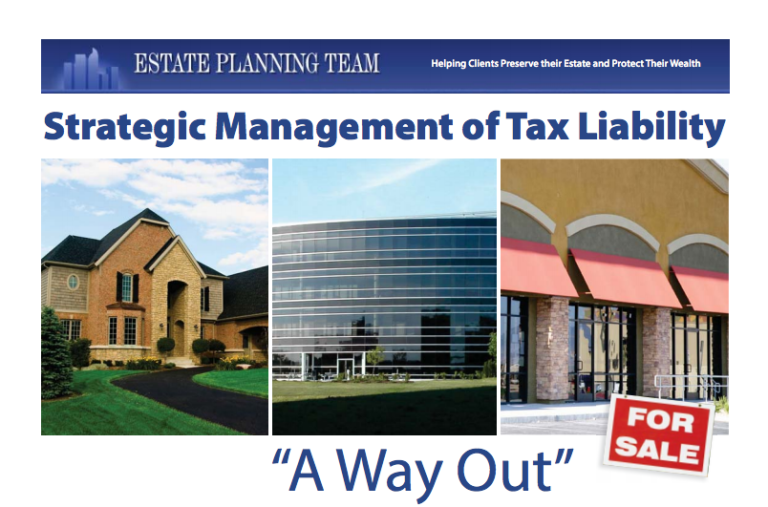 ESTATE PLANNING TEAM
Helping Clients Preserve their Estate and Protect Their Wealth
Strategic Management of Tax Liability
FOR
SALE
“A Way Out”